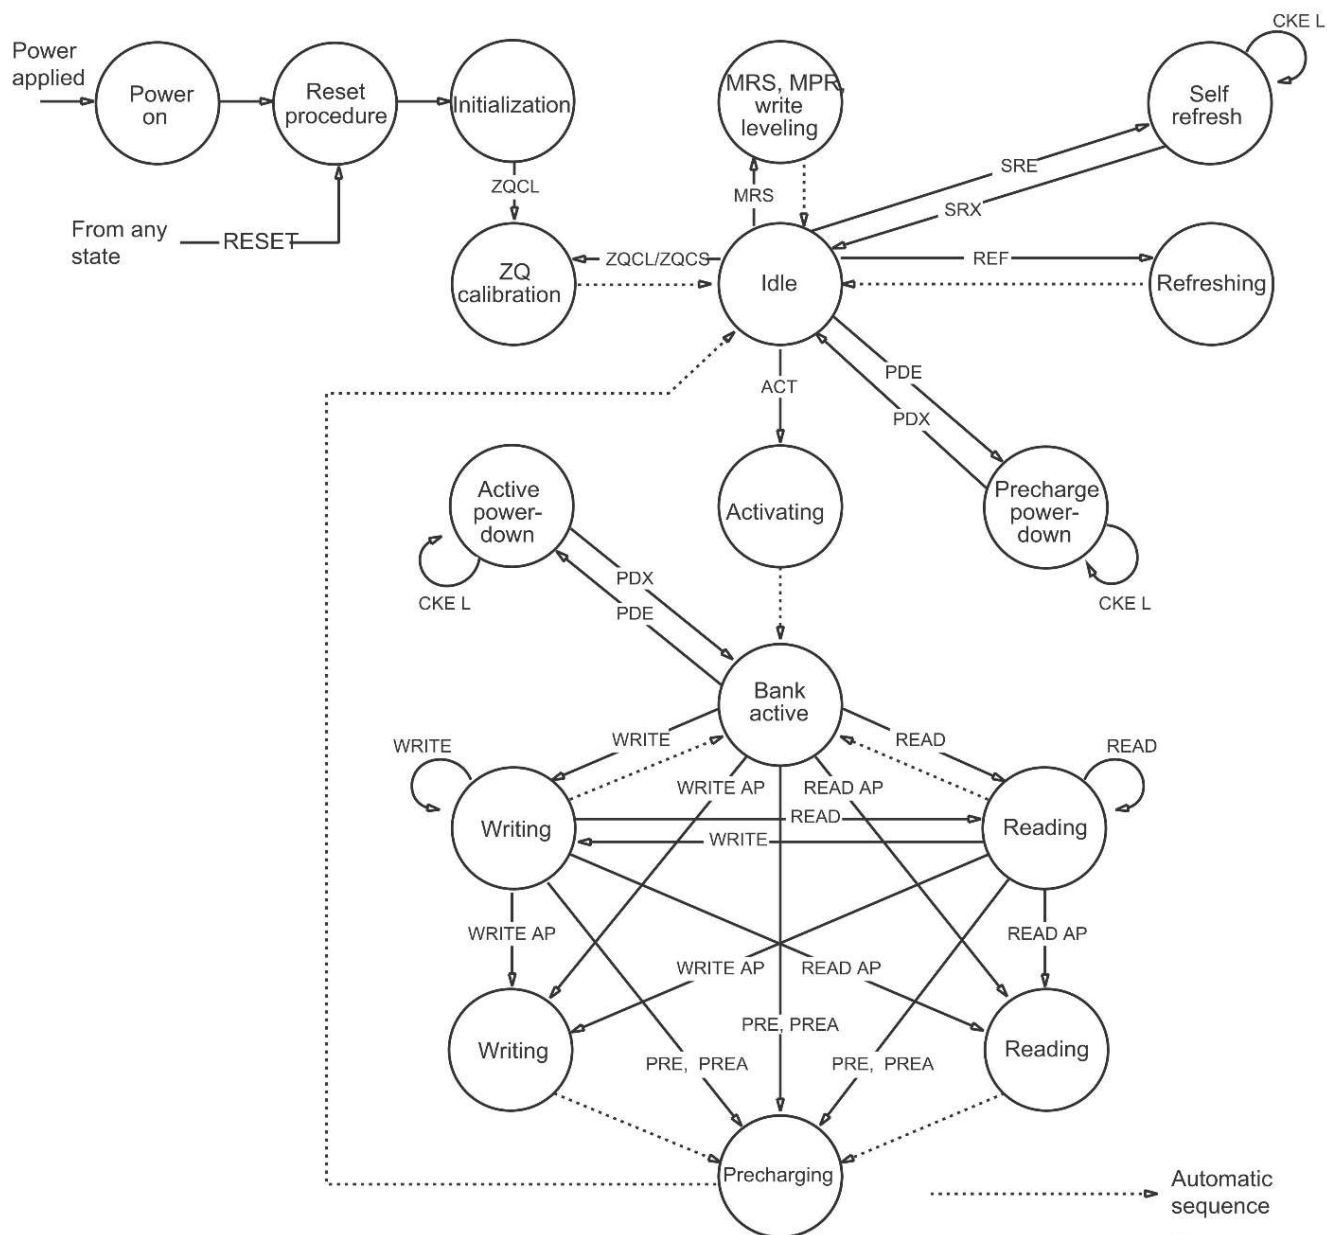 Power
applied
Power
on
Reset
procedure
Initialization
MRS, MPR,
write
leveling
Self
refresh
CKE L
ZQCL
MRS
SRE
SRX
From any
state
RESET
ZQ
calibration
ZQCL/ZQCS
Idle
REF
Refreshing
ACT
PDE
PDX
Active
power-
down
CKE L
Activating
Precharge
power-
down
CKE L
PDX
PDE
Bank
active
WRITE
WRITE
READ
READ
WRITE AP
READ AP
Writing
READ
WRITE
Reading
WRITE AP
READ AP
WRITE AP
READ AP
Writing
PRE, PREA
PRE, PREA
PRE, PREA
Reading
Precharging
Automatic
sequence